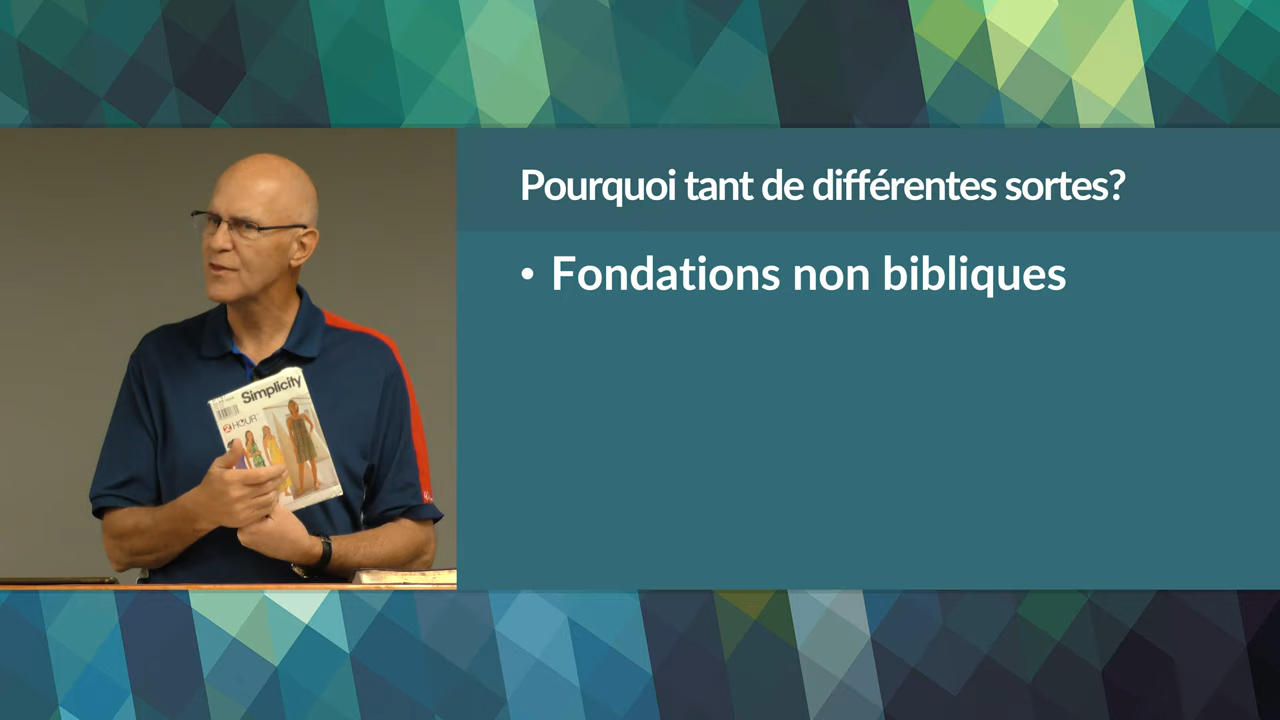 Pourquoi tant de différentes sortes?
• Fondations non bibliques
Simplicity
2 HOUR